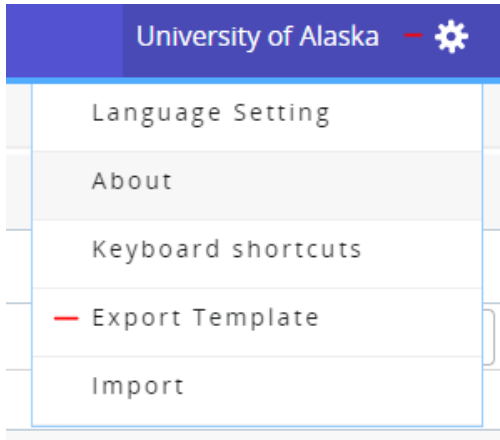 University of Alaska
Language Setting
About
Keyboard shortcuts
Export Template
Import